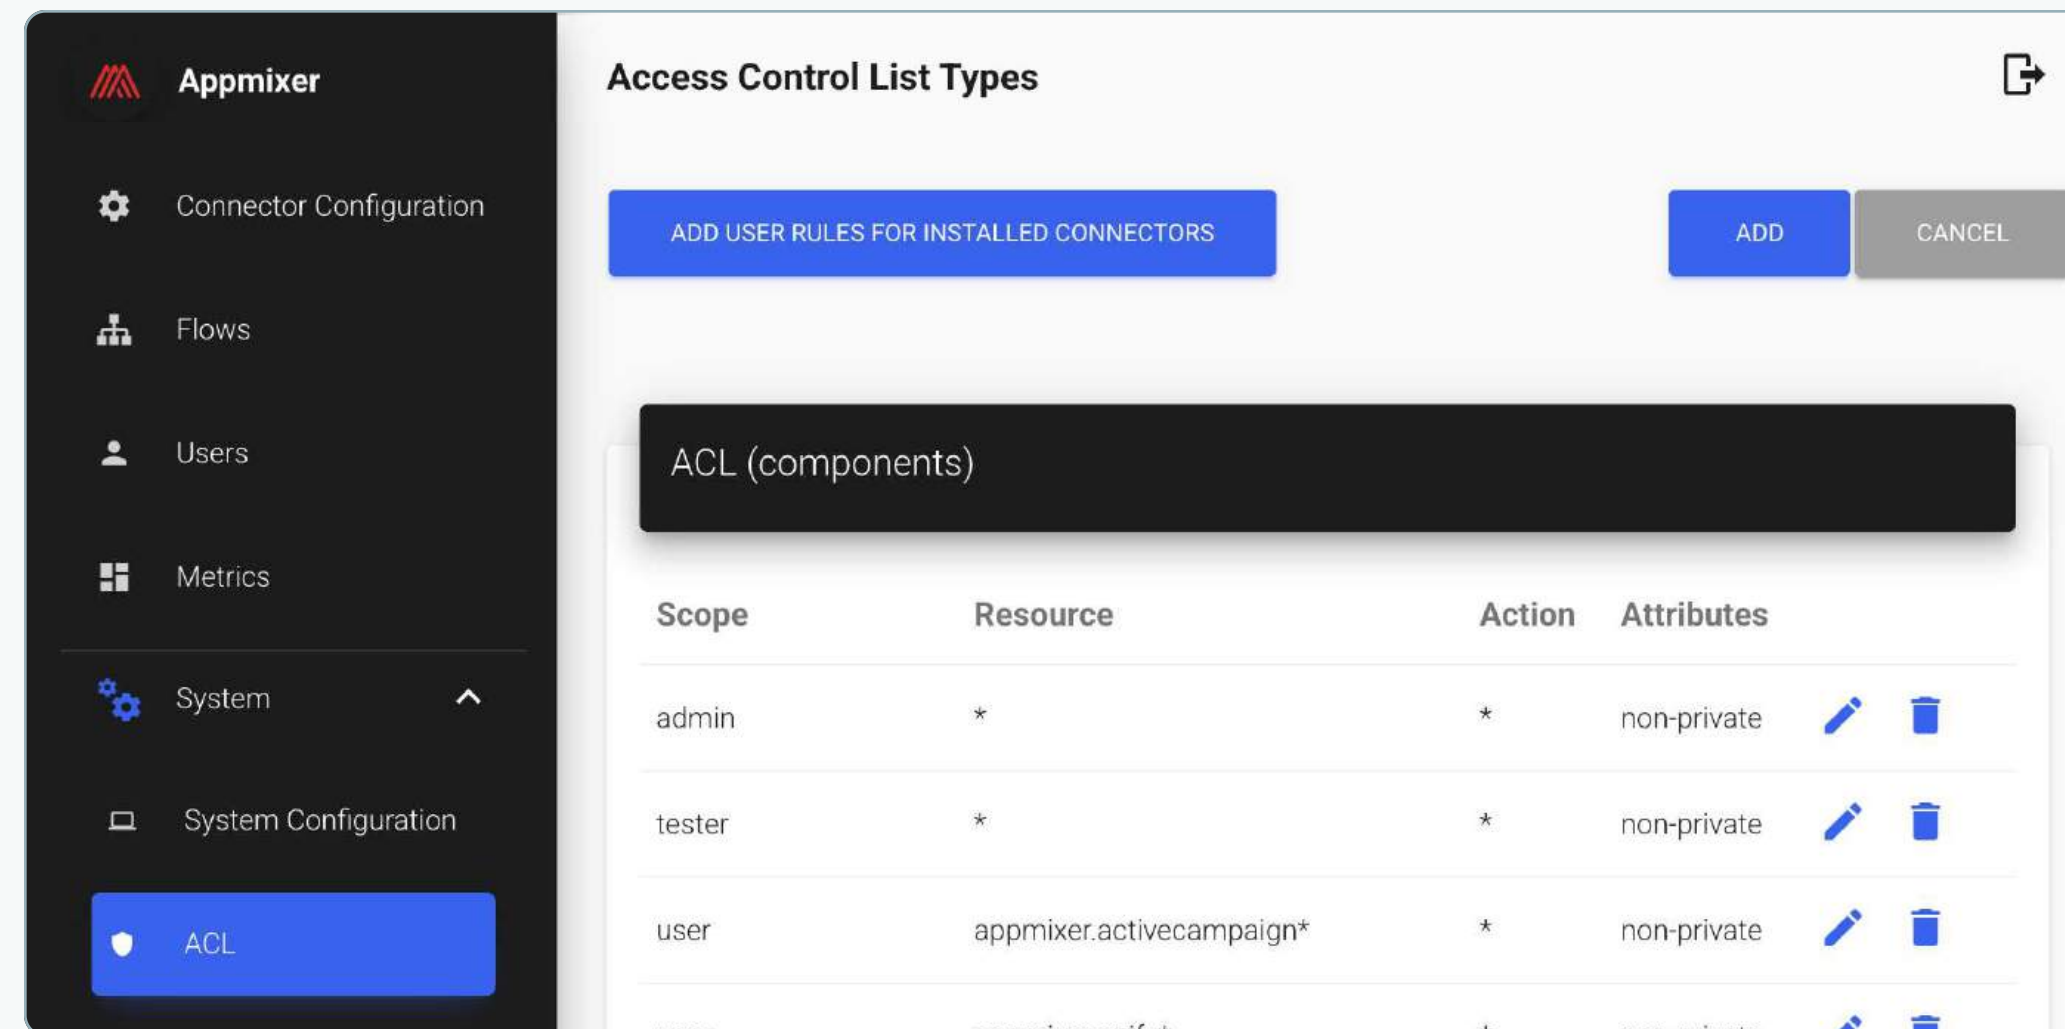 Appmixer
Connector Configuration
Flows
Users
Metrics
System
System Configuration
ACL
Access Control List Types
ADD USER RULES FOR INSTALLED CONNECTORS
ADD
CANCEL
ACL (components)
Scope Resource Action Attributes
admin * * non-private
tester * * non-private
user appmixer.activecampaign* * non-private